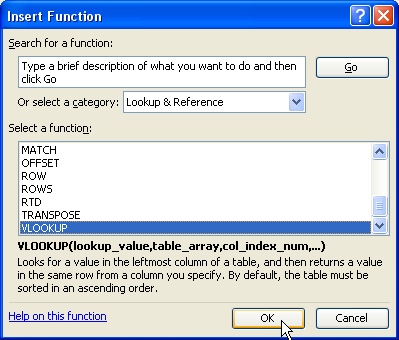 Insert Function
Search for a function:
Type a brief description of what you want to do and then
click Go
Go
Or select a category: Lookup & Reference
Select a function:
MATCH
OFFSET
ROW
ROWS
RTD
TRANSPOSE
VLOOKUP
VLOOKUP(lookup_value,table_array,col_index_num,...)
Looks for a value in the leftmost column of a table, and then returns a value
in the same row from a column you specify. By default, the table must be
sorted in an ascending order.
Help on this function
OK
Cancel